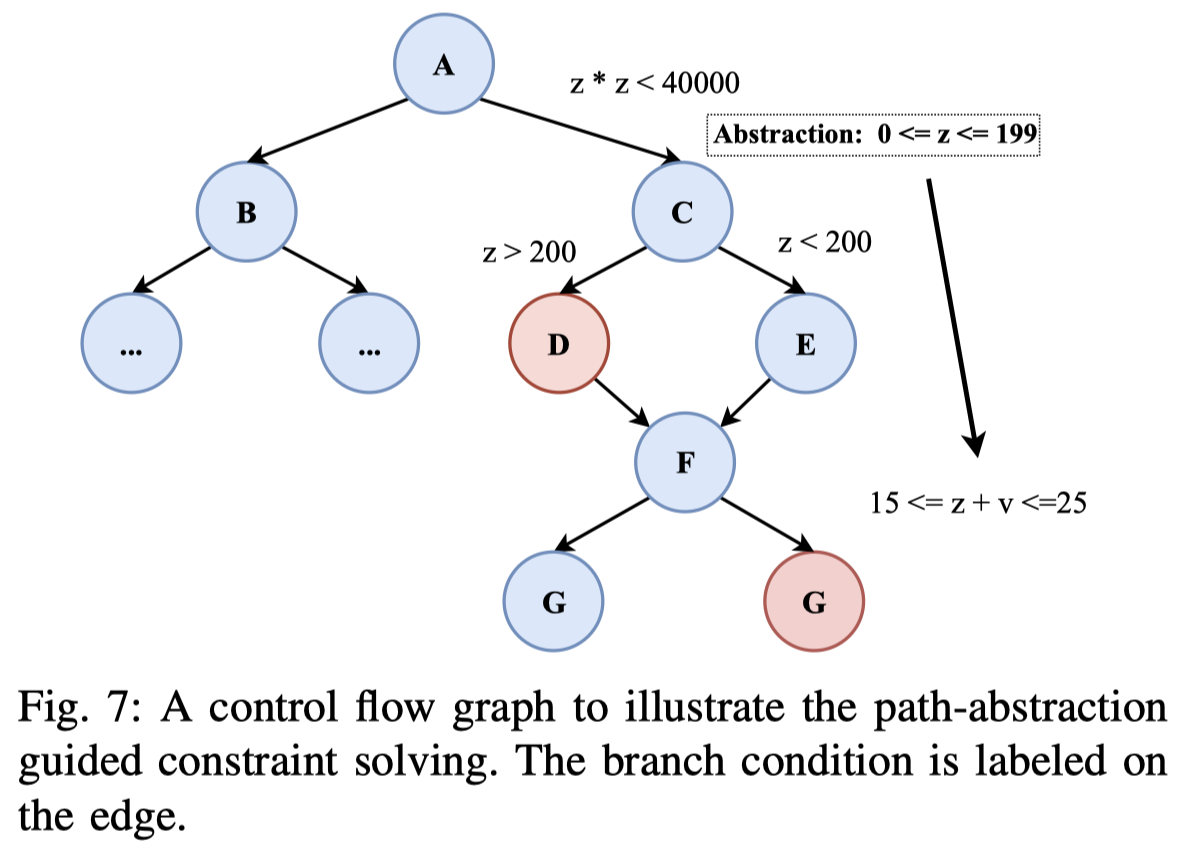 A
z * z < 40000
Abstraction: 0 <= z <= 199
B
C
z > 200
z < 200
...
...
D
E
F
15 <= z + v <=25
G
G
Fig. 7: A control flow graph to illustrate the path-abstraction
guided constraint solving. The branch condition is labeled on
the edge.